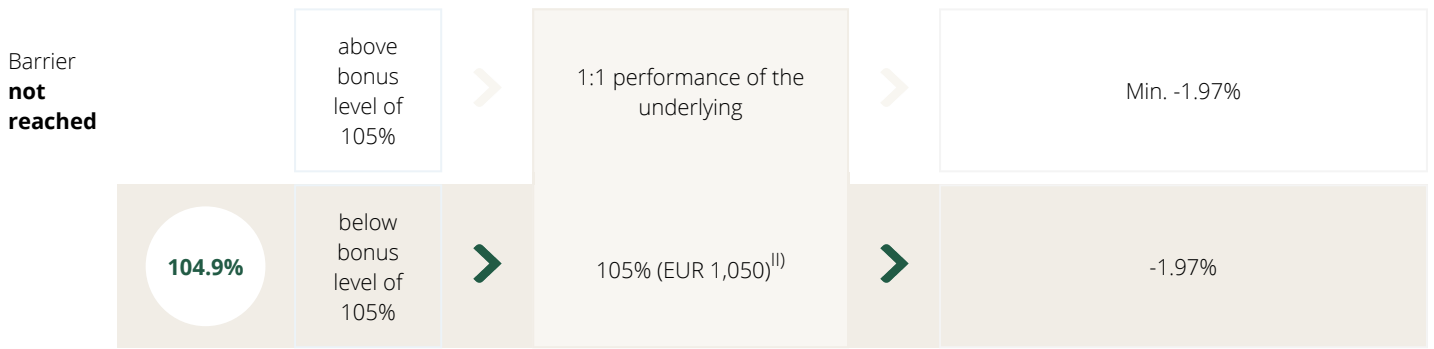 Barrier
not
reached
above
bonus
level of
105%
1:1 performance of the
underlying
Min. -1.97%
104.9%
below
bonus
level of
105%
105% (EUR 1,050)II)
-1.97%